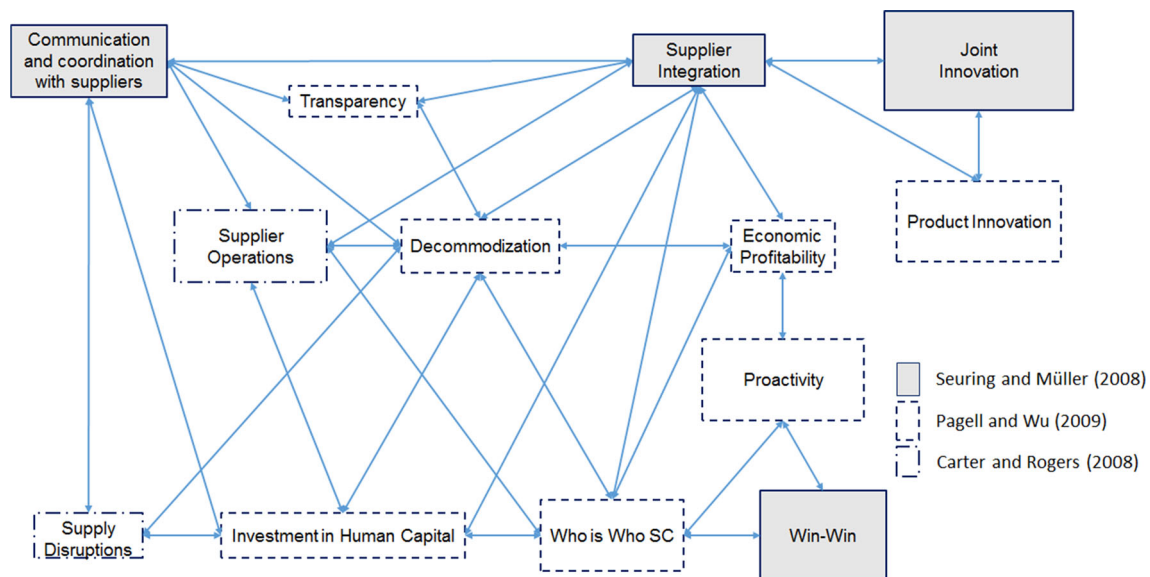 Communication
and coordination
with suppliers
Supplier
Integration
Joint
Innovation
Transparency
Supplier
Operations
Decommodization
Economic
Profitability
Product Innovation
Proactivity
Seuring and Müller (2008)
Pagell and Wu (2009)
Carter and Rogers (2008)
Supply
Disruptions
Investment in Human Capital
Who is Who SC
Win-Win